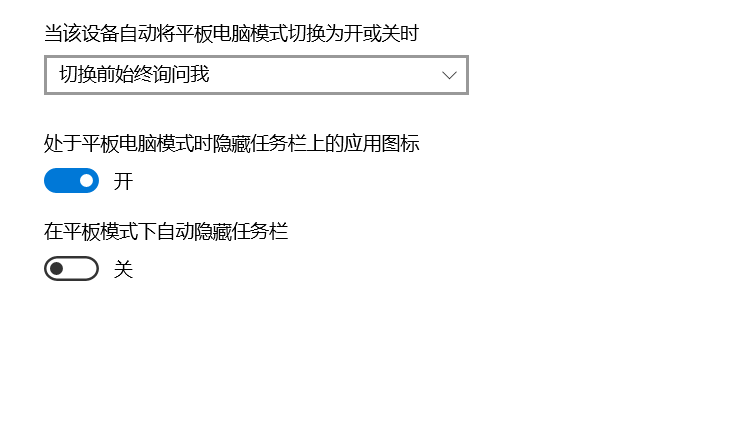 当该设备自动将平板电脑模式切换为开或关时
切换前始终询问我
处于平板电脑模式时隐藏任务栏上的应用图标
开
在平板模式下自动隐藏任务栏
关